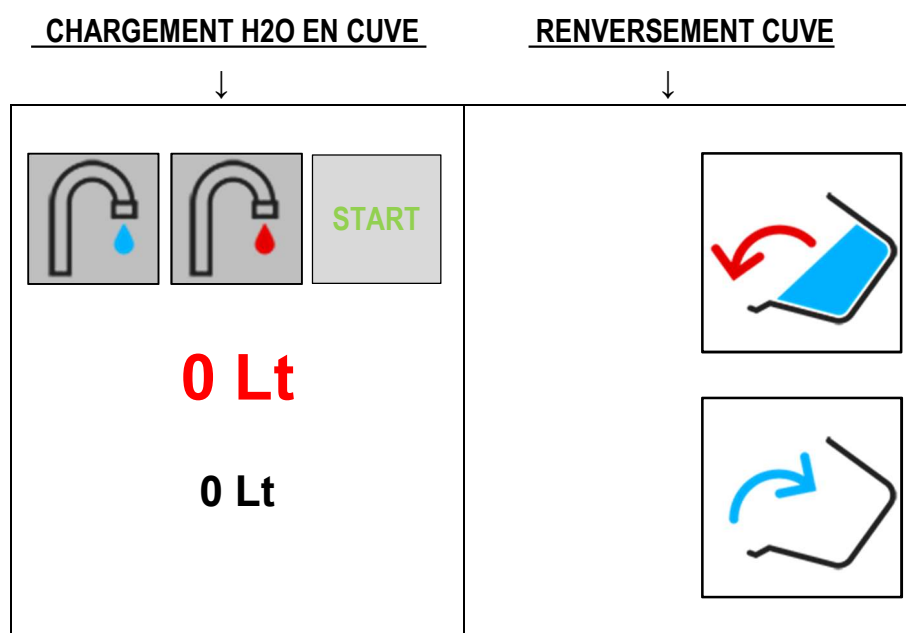 CHARGEMENT H2O EN CUVE
RENVERSEMENT CUVE
↓
↓
START
0 Lt
0 Lt